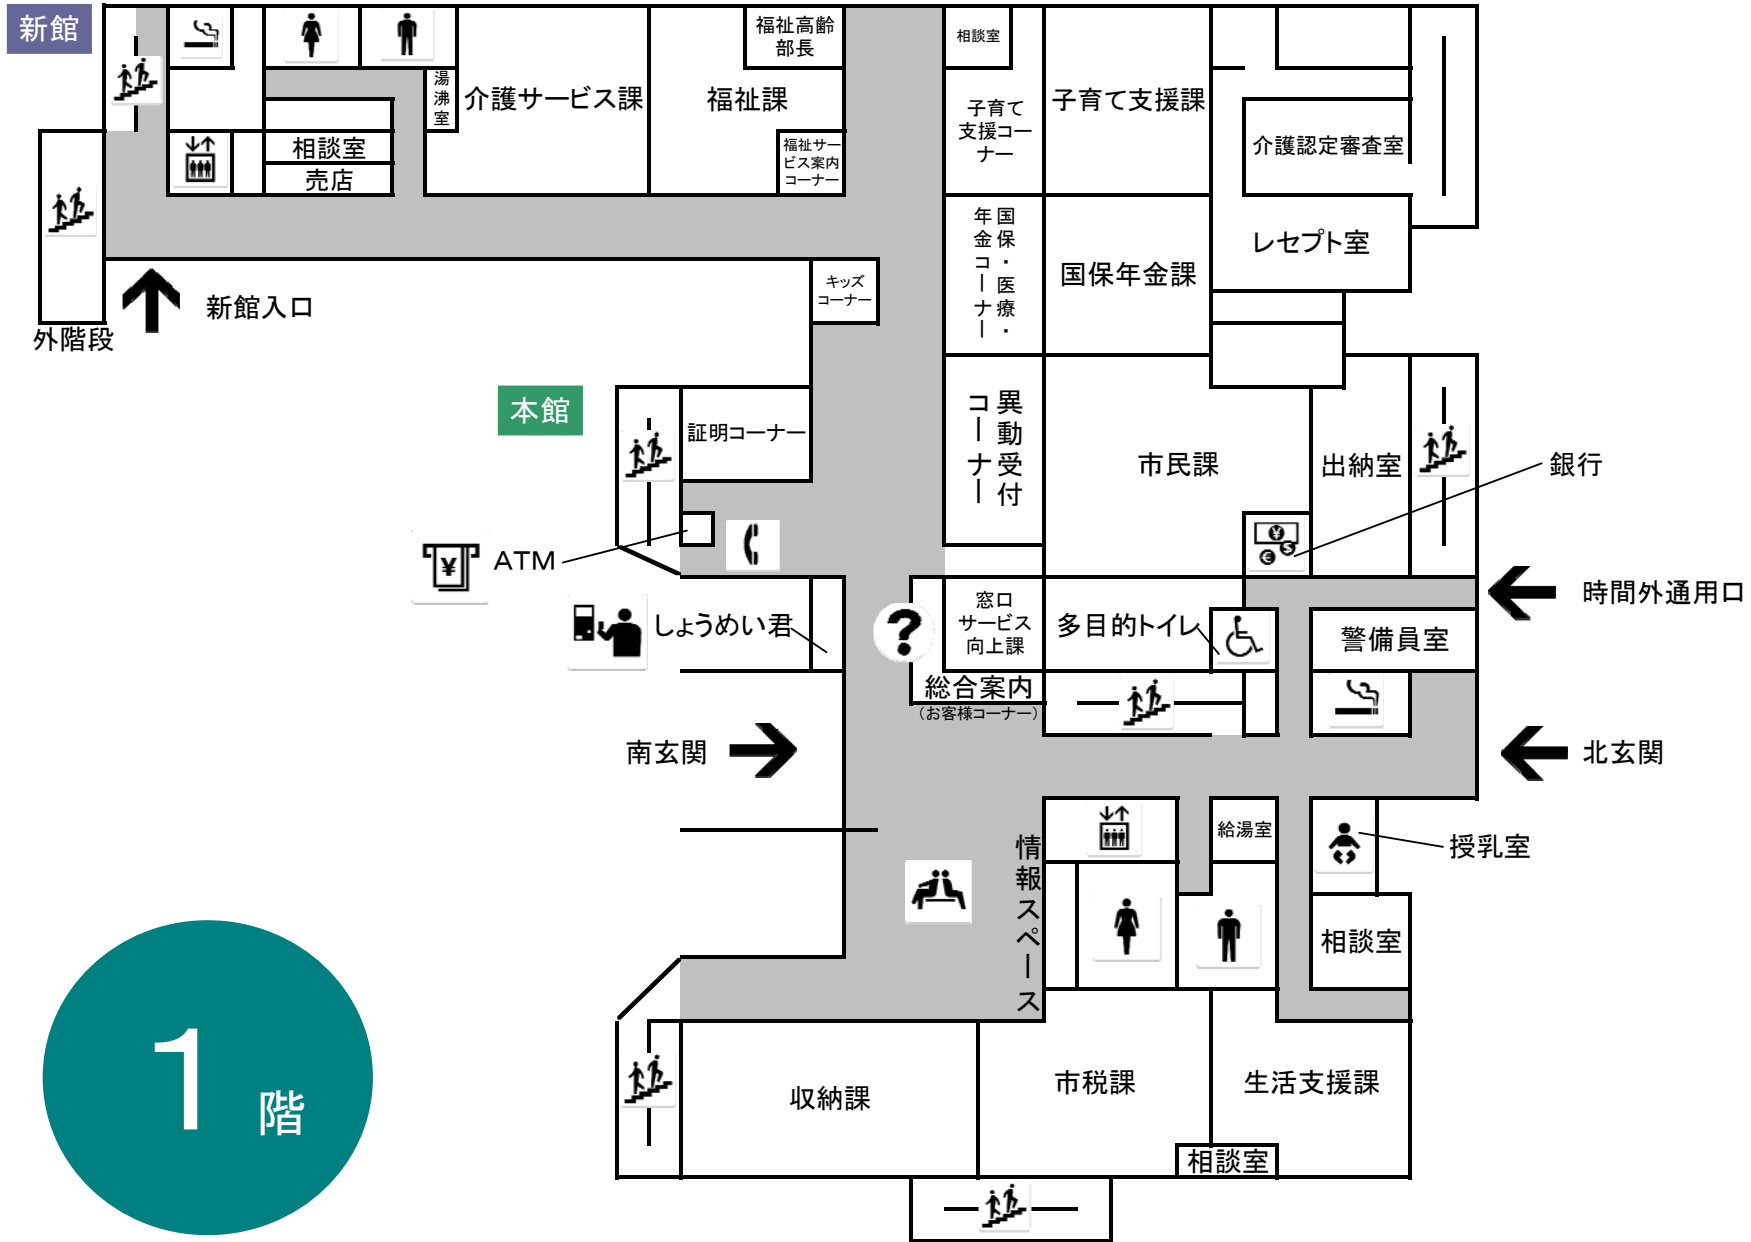 新館
福祉高齢
部長
相談室
湯沸室
介護サービス課
福祉課
子育て
支援コー
ナー
子育て支援課
介護認定審査室
相談室
売店
福祉サー
ビス案内
コーナー
国保・医療・
年金コーナー
国保年金課
レセプト室
キッズ
コーナー
新館入口
外階段
本館
証明コーナー
異動受付
コーナー
市民課
出納室
銀行
ATM
しょうめい君
窓口
サービス
向上課
多目的トイレ
警備員室
時間外通用口
総合案内
(お客様コーナー)
南玄関
北玄関
情報スペース
給湯室
授乳室
相談室
収納課
市税課
生活支援課
相談室
1階